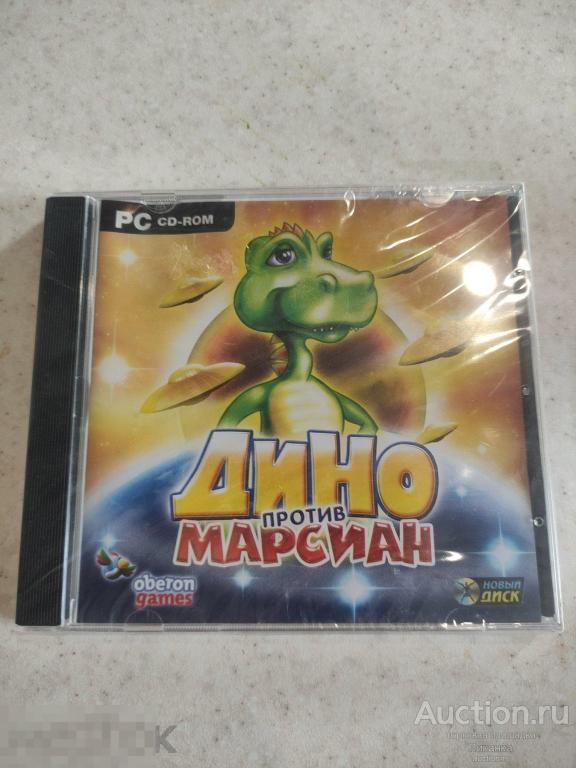 PC CD-ROM
ДИНО
ПРОТИВ
МАРСИАН
oberon
games
НОВЫЙ
ДИСК
Auction.ru